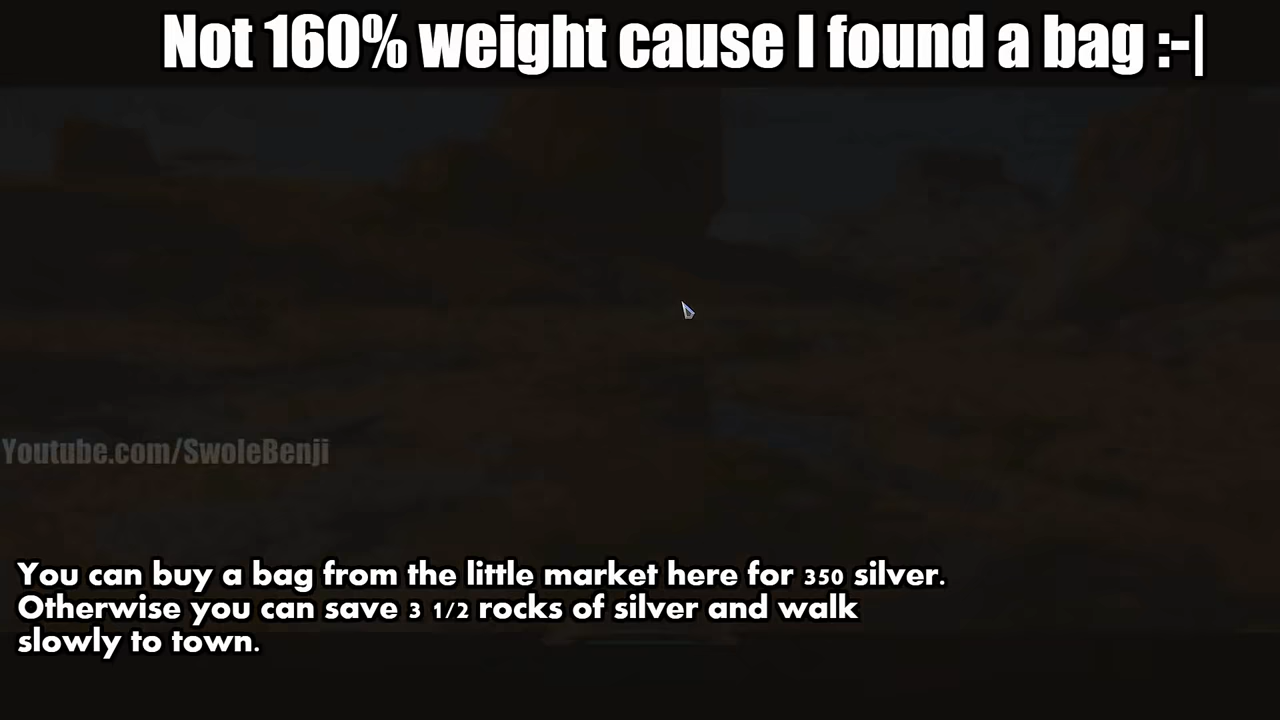 Not 160% weight cause I found a bag :-|
Youtube.com/SwoleBenji
You can buy a bag from the little market here for 350 silver.
Otherwise you can save 3 1/2 rocks of silver and walk
slowly to town.